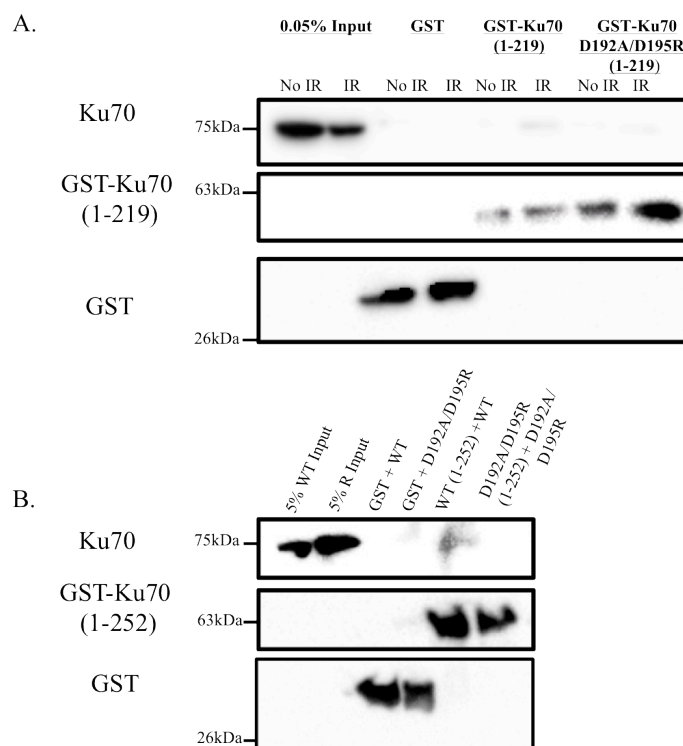 A.
0.05% Input GST GST-Ku70 (1-219) GST-Ku70 D192A/D195R (1-219)
No IR IR No IR IR No IR IR No IR IR
Ku70
75kDa
GST-Ku70
(1-219)
63kDa
GST
26kDa
B.
5% WT Input
5% R Input
GST + WT
GST + D192A/D195R
WT (1-252) +WT
D192A/D195R
(1-252) + D192A/
D195R
Ku70
75kDa
GST-Ku70
(1-252)
63kDa
GST
26kDa